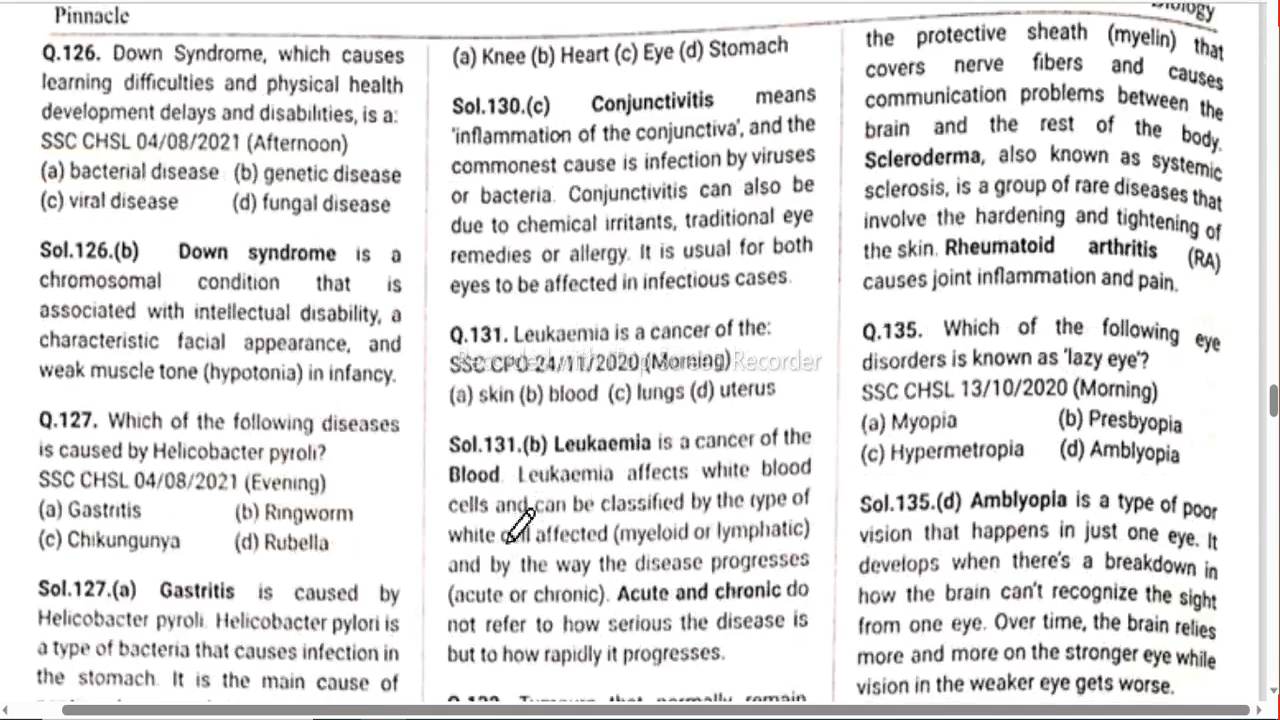 Pinnacle
Biology
Q.126. Down Syndrome, which causes
learning difficulties and physical health
development delays and disabilities, is a:
SSC CHSL 04/08/2021 (Afternoon)
(a) bacterial disease (b) genetic disease
(c) viral disease (d) fungal disease
Sol.126.(b) Down syndrome is a
chromosomal condition that is
associated with intellectual disability, a
characteristic facial appearance, and
weak muscle tone (hypotonia) in infancy.
Q.127. Which of the following diseases
is caused by Helicobacter pyroli?
SSC CHSL 04/08/2021 (Evening)
(a) Gastritis (b) Ringworm
(c) Chikungunya (d) Rubella
Sol.127.(a) Gastritis is caused by
Helicobacter pyroli. Helicobacter pylori is
a type of bacteria that causes infection in
the stomach. It is the main cause of
(a) Knee (b) Heart (c) Eye (d) Stomach
Sol.130.(c) Conjunctivitis means
'inflammation of the conjunctiva', and the
commonest cause is infection by viruses
or bacteria. Conjunctivitis can also be
due to chemical irritants, traditional eye
remedies or allergy. It is usual for both
eyes to be affected in infectious cases.
Q.131. Leukaemia is a cancer of the:
SSC CPO 24/11/2020 (Morning)
(a) skin (b) blood (c) lungs (d) uterus
Sol.131.(b) Leukaemia is a cancer of the
Blood. Leukaemia affects white blood
cells and can be classified by the type of
white cell affected (myeloid or lymphatic)
and by the way the disease progresses
(acute or chronic). Acute and chronic do
not refer to how serious the disease is
but to how rapidly it progresses.
that normally remain
the protective sheath (myelin) that
covers nerve fibers and causes
communication problems between the
brain and the rest of the body.
Scleroderma, also known as systemic
sclerosis, is a group of rare diseases that
involve the hardening and tightening of
the skin. Rheumatoid arthritis (RA)
causes joint inflammation and pain.
Q.135. Which of the following eye
disorders is known as 'lazy eye'?
SSC CHSL 13/10/2020 (Morning)
(a) Myopia (b) Presbyopia
(c) Hypermetropia (d) Amblyopia
Sol.135.(d) Amblyopia is a type of poor
vision that happens in just one eye. It
develops when there's a breakdown in
how the brain can't recognize the sight
from one eye. Over time, the brain relies
more and more on the stronger eye while
vision in the weaker eye gets worse.